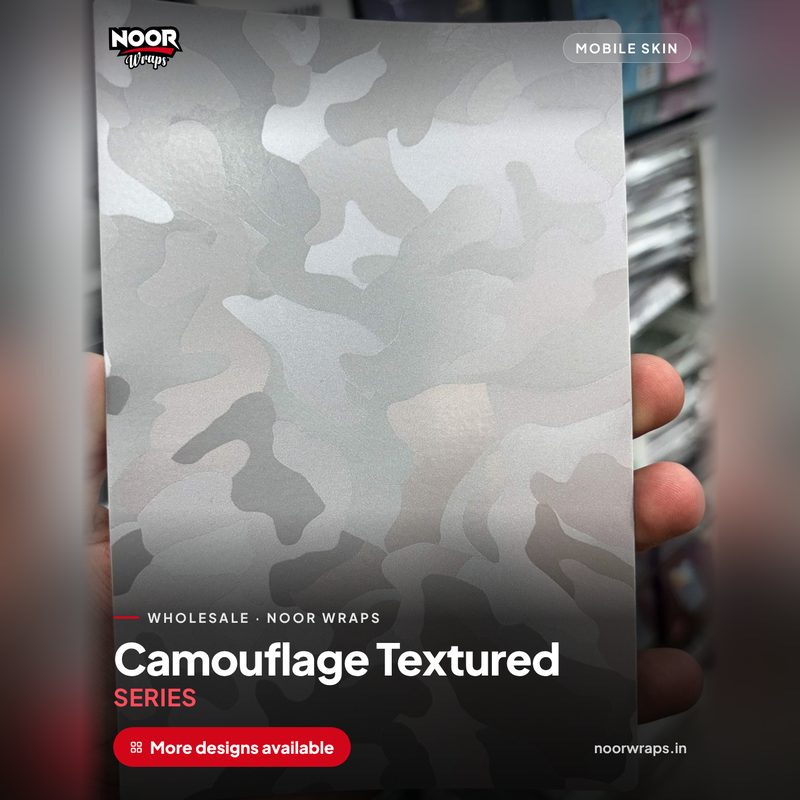 NOOR
Wraps
MOBILE SKIN
WHOLESALE · NOOR WRAPS
Camouflage Textured
SERIES
More designs available
noorwraps.in